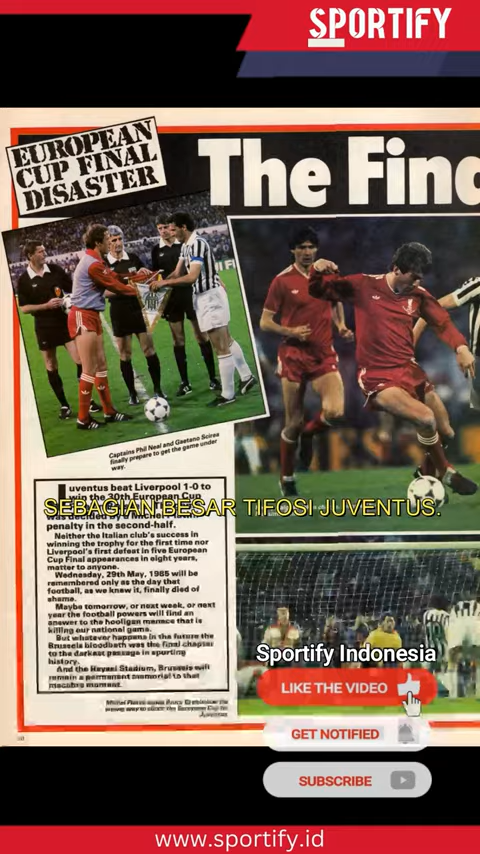 SPORTIFY
EUROPEAN
CUP FINAL
DISASTER
The Fin
Captains Phil Neal and Gaetano Scirea
finally prepare to get the game under
way.
Juventus beat Liverpool 1-0 to
win the 30th European Cup
SEBAGIAN BESAR TIFOSI JUVENTUS.
penalty in the second-half.
Neither the Italian club's success in
winning the trophy for the first time nor
Liverpool's first defeat in five European
Cup Final appearances in eight years,
matter to anyone.
Wednesday, 29th May, 1985 will be
remembered only as the day that
football, as we knew it, finally died of
shame.
Maybe tomorrow, or next week, or next
year the football powers will find an
answer to the hooligan menace that is
killing our national game.
But whatever happens in the future the
Brussels bloodbath was the final chapter
to the darkest passage in sporting
history.
And the Heysel Stadium, Brussels will
remain a permanent memorial to that
macabre moment.
Sportify Indonesia
LIKE THE VIDEO
GET NOTIFIED
SUBSCRIBE
www.sportify.id